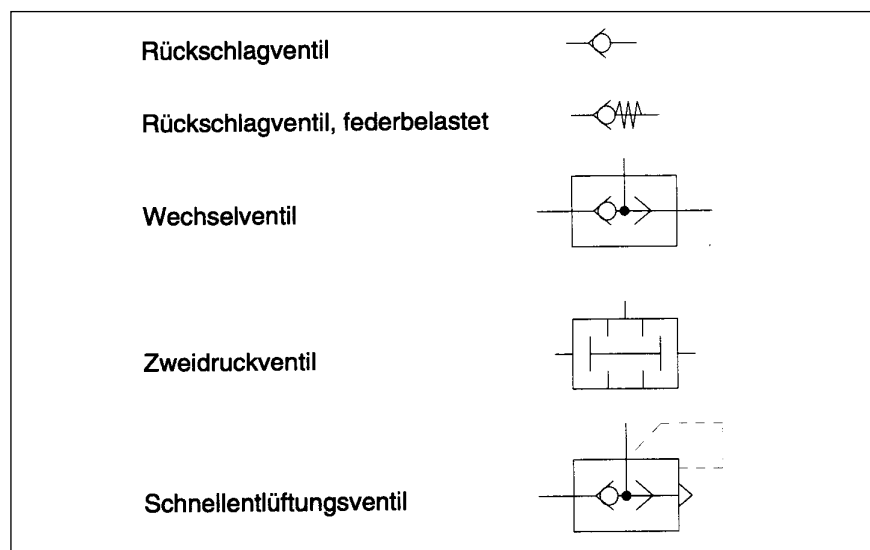 Rückschlagventil
Rückschlagventil, federbelastet
Wechselventil
Zweidruckventil
Schnellentlüftungsventil